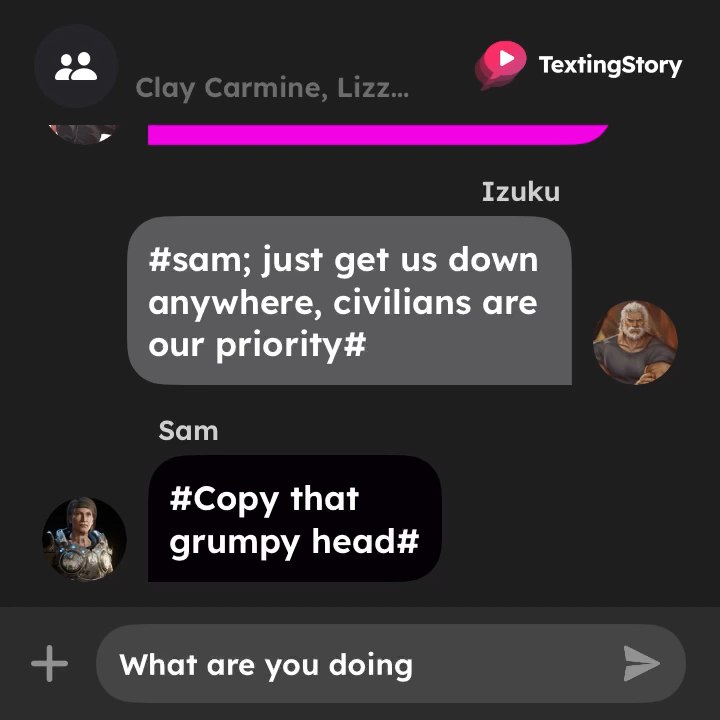 Clay Carmine, Lizz...
TextingStory
Izuku
#sam; just get us down
anywhere, civilians are
our priority#
Sam
#Copy that
grumpy head#
What are you doing